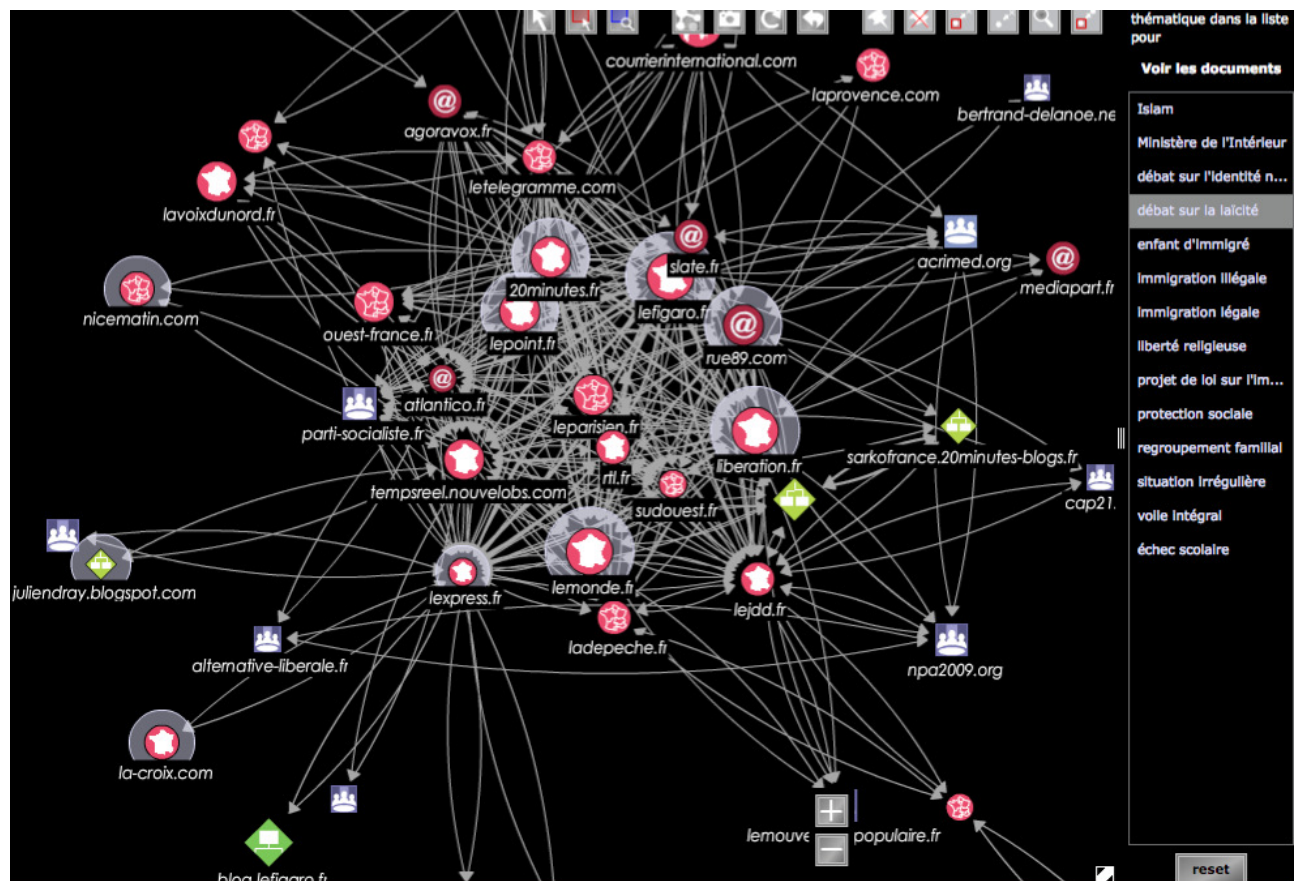 courrierinternational.com
laprovence.com
bertrand-delanoe.ne
agoravox.fr
letelegramme.com
lavoixdunord.fr
acrimed.org
slate.fr
mediapart.fr
20minutes.fr
lefigaro.fr
nicematin.com
ouest-france.fr
lepoint.fr
rue89.com
atlantico.fr
leparisien.fr
parti-socialiste.fr
liberation.fr
sarkofrance.20minutes-blogs.fr
rtl.fr
tempsreel.nouvelobs.com
sudouest.fr
cap21.
juliendray.blogspot.com
lexpress.fr
lemonde.fr
lejdd.fr
ladepeche.fr
alternative-liberale.fr
npa2009.org
la-croix.com
lemouve populaire.fr
blog.lefigaro.fr
thématique dans la liste
pour
Voir les documents
Islam
Ministère de l'Intérieur
débat sur l'identité n...
débat sur la laïcité
enfant d'immigré
immigration illégale
immigration légale
liberté religieuse
projet de loi sur l'im...
protection sociale
regroupement familial
situation irrégulière
voile intégral
échec scolaire
reset